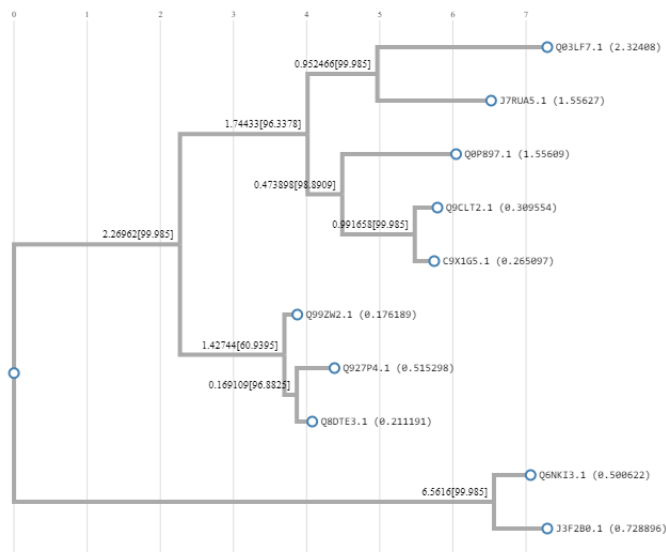 0 1 2 3 4 5 6 7
Q03LF7.1 (2.32408)
0.952466[99.985]
J7RUA5.1 (1.55627)
1.74433[96.3378]
Q0P897.1 (1.55609)
0.473898[98.8909]
Q9CLT2.1 (0.309554)
0.991658[99.985]
2.26962[99.985]
C9X1G5.1 (0.265097)
Q99ZW2.1 (0.176189)
1.42744[60.9395]
Q927P4.1 (0.515298)
0.169109[96.8825]
Q8DTE3.1 (0.211191)
Q6NKI3.1 (0.500622)
6.5616[99.985]
J3F2B0.1 (0.728896)